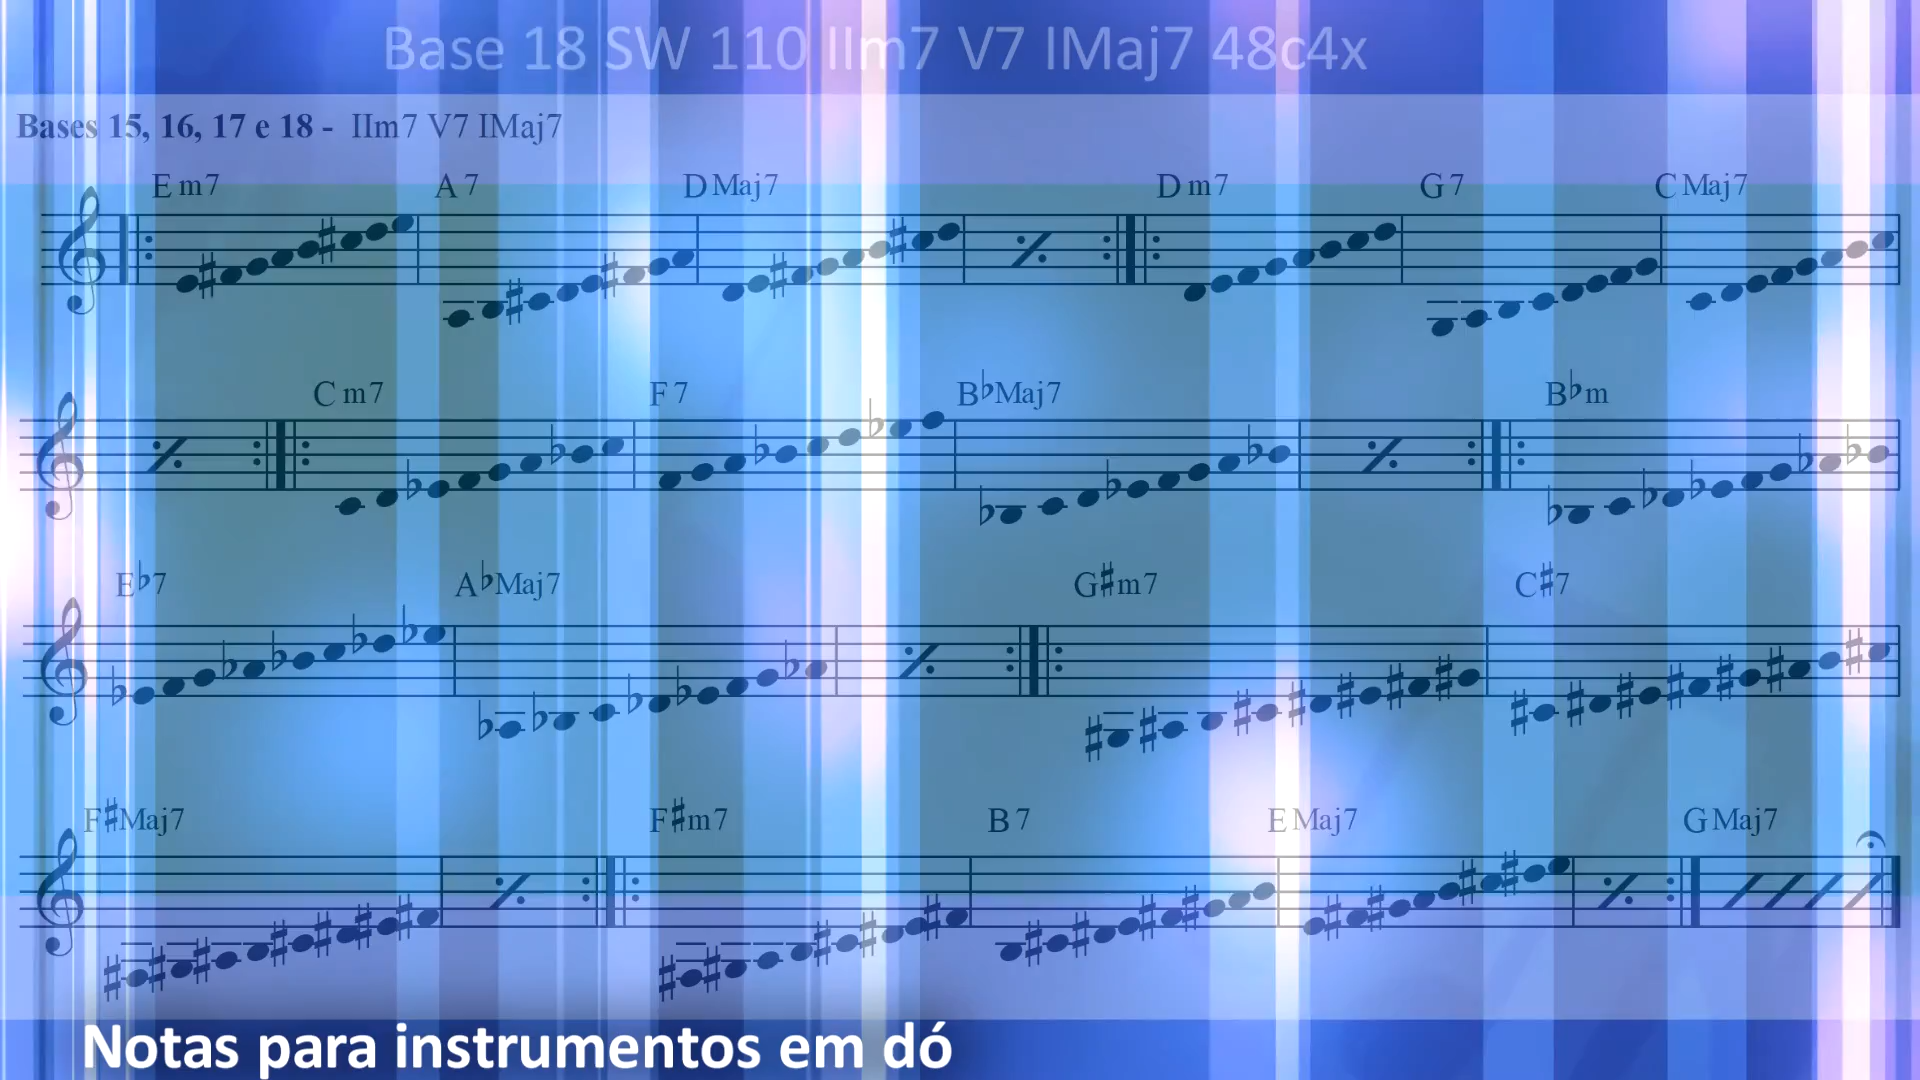 Base 18 SW 110 IIm7 V7 IMaj7 48c4x
Bases 15, 16, 17 e 18 - IIm7 V7 IMaj7
E m7 A 7 D Maj7 D m7 G 7 C Maj7
C m7 F 7 B♭Maj7 B♭m
E♭7 A♭Maj7 G♯m7 C♯7
F♯Maj7 F♯m7 B 7 E Maj7 G Maj7
Notas para instrumentos em dó